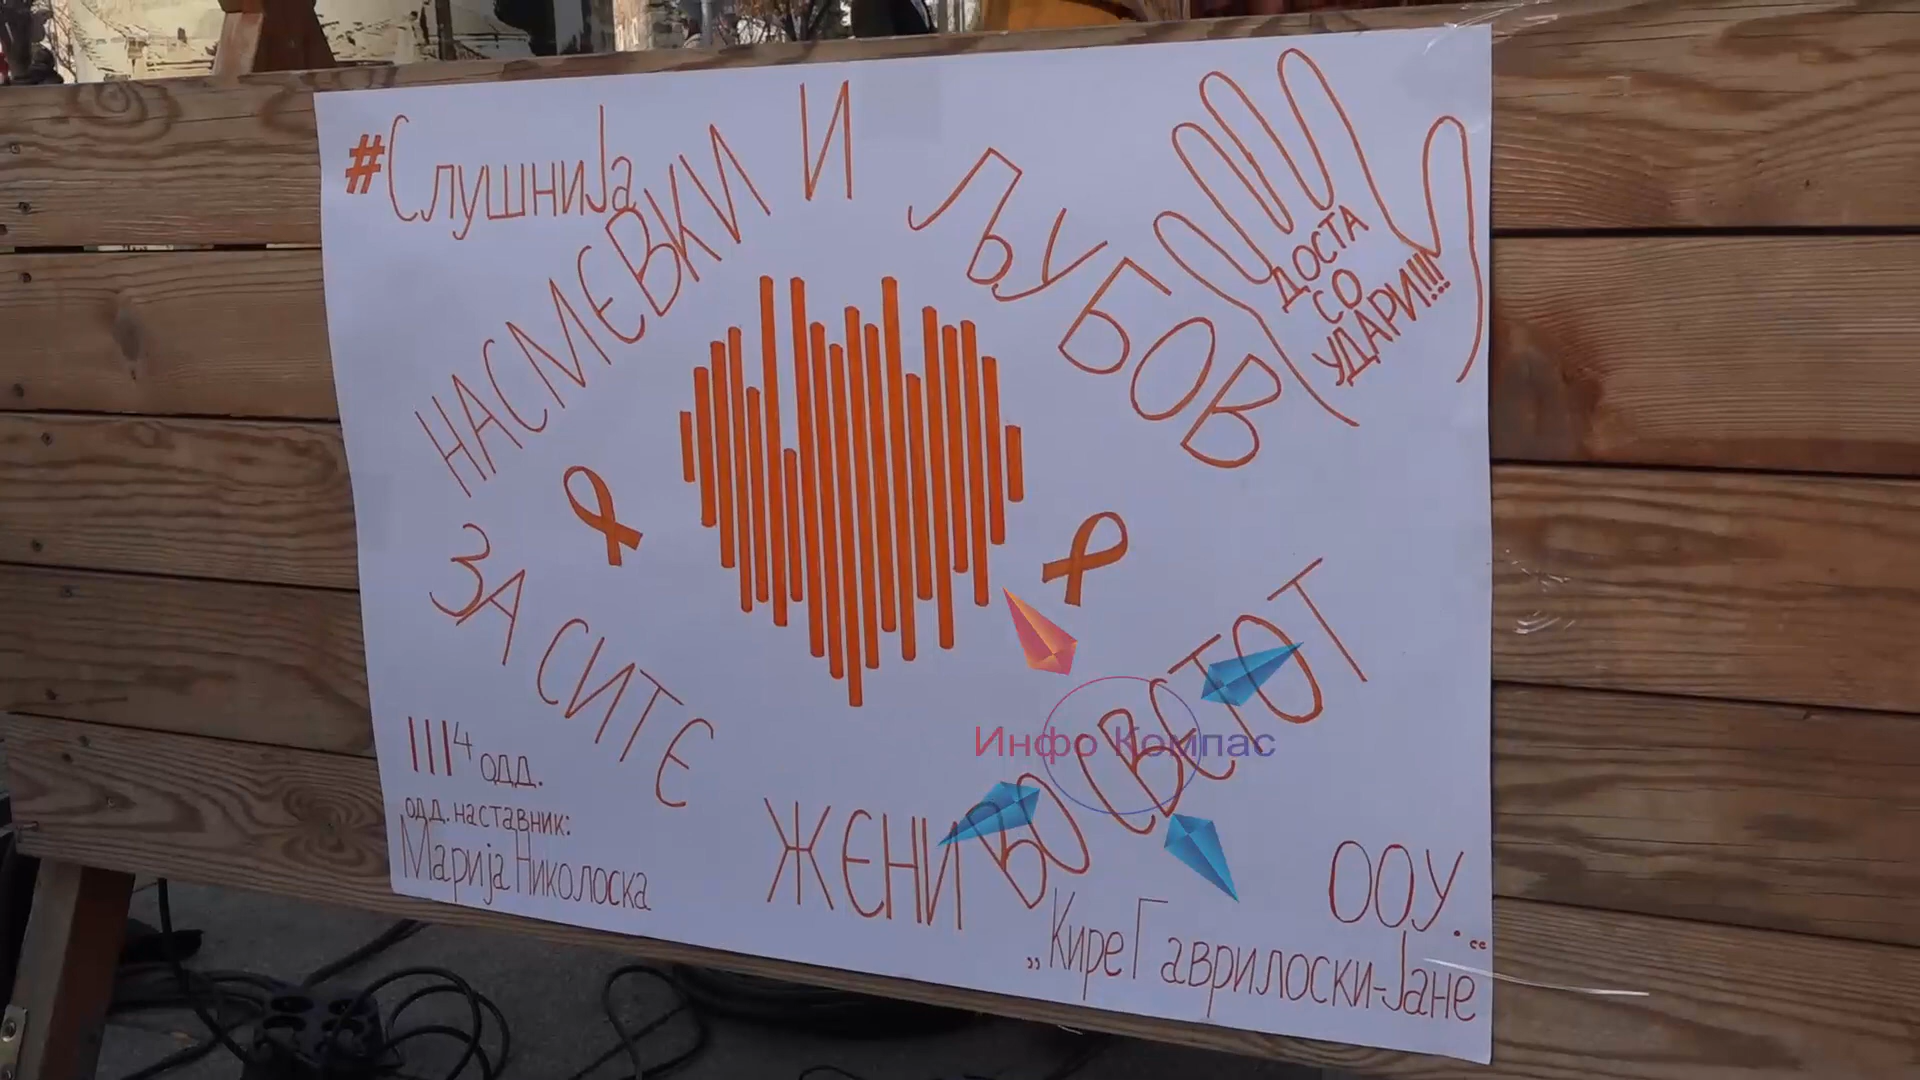 #СлушниЈа
НАСМЕВКИ И ЉУБОВ
ДОСТА
СО
УДАРИ!!!
ЗА СИТЕ ЖЕНИ ВО СВЕТОТ
Инфо Компас
III4 одд.
одд. наставник:
Марија Николоска
ООУ.
„Кире Гаврилоски-Јане“